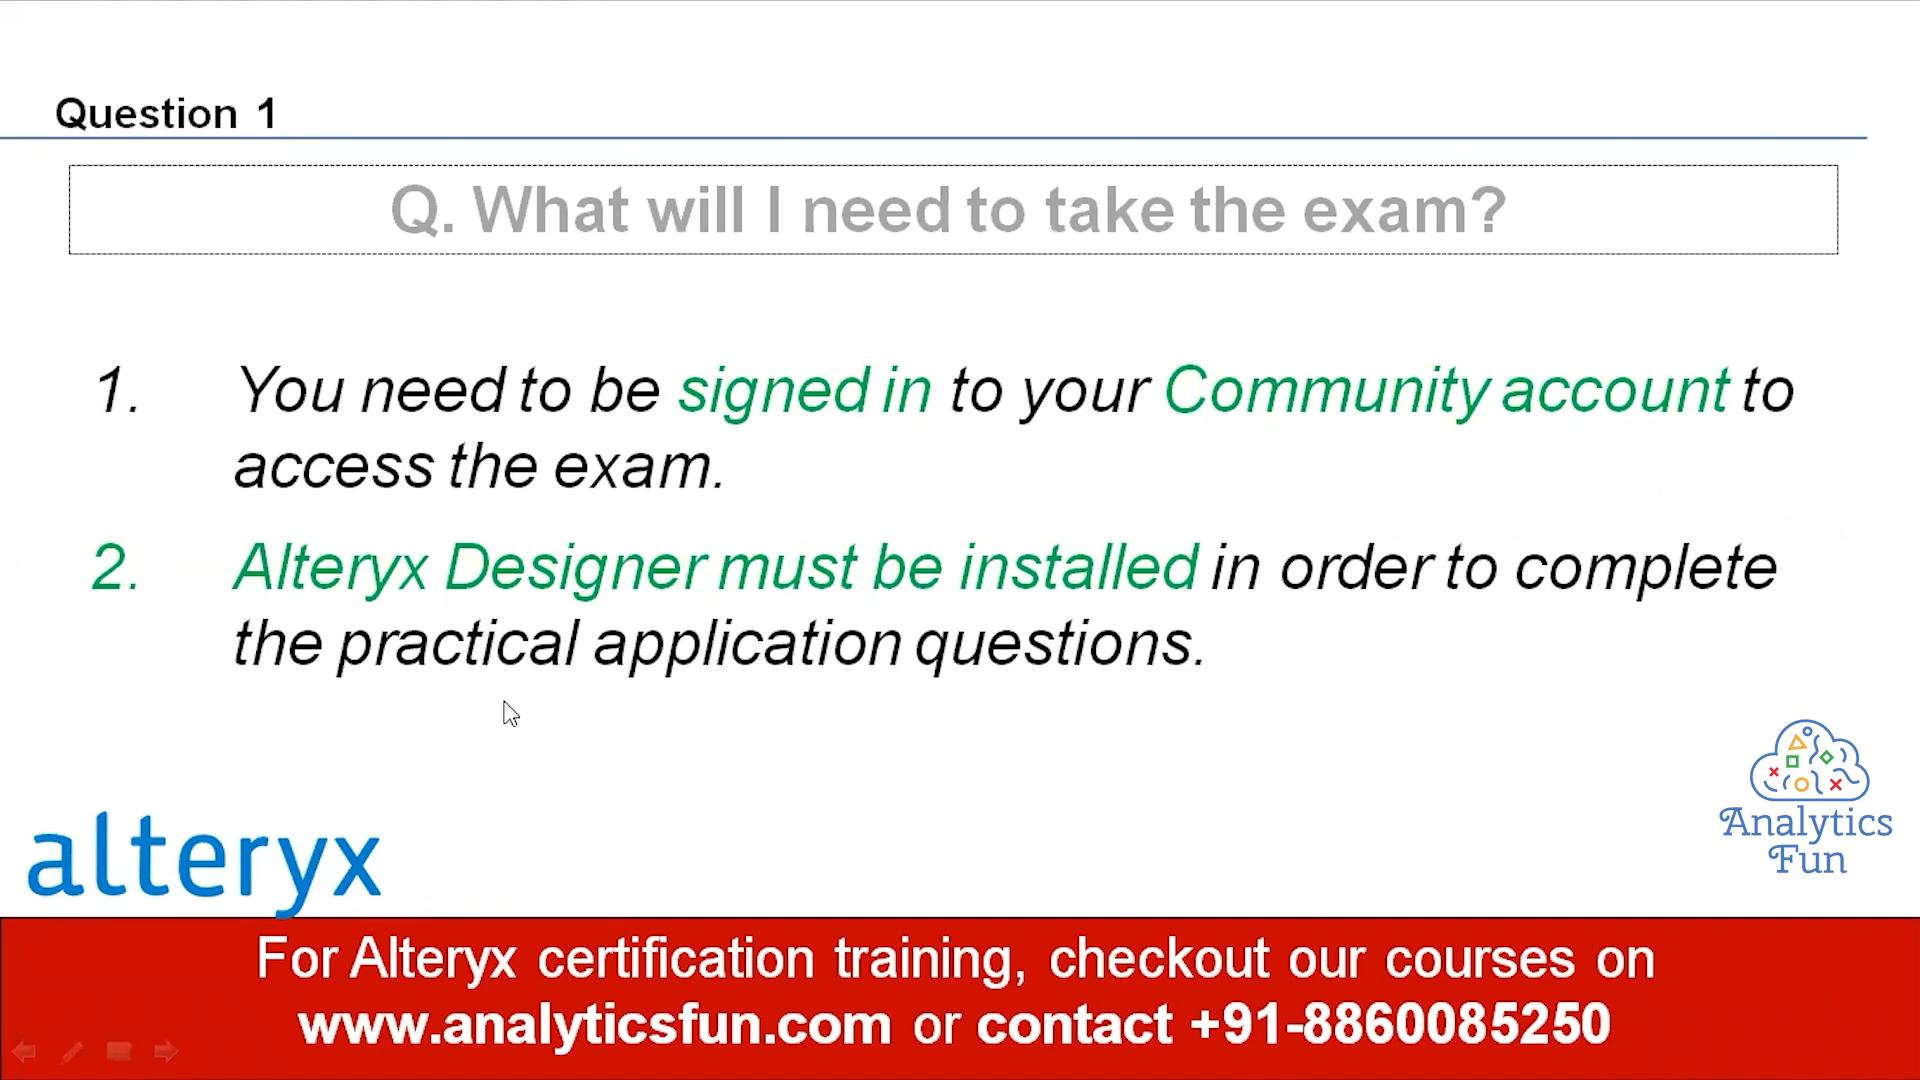 Question 1
Q. What will I need to take the exam?
1. You need to be signed in to your Community account to
access the exam.
2. Alteryx Designer must be installed in order to complete
the practical application questions.
Analytics
Fun
alteryx
For Alteryx certification training, checkout our courses on
www.analyticsfun.com or contact +91-8860085250